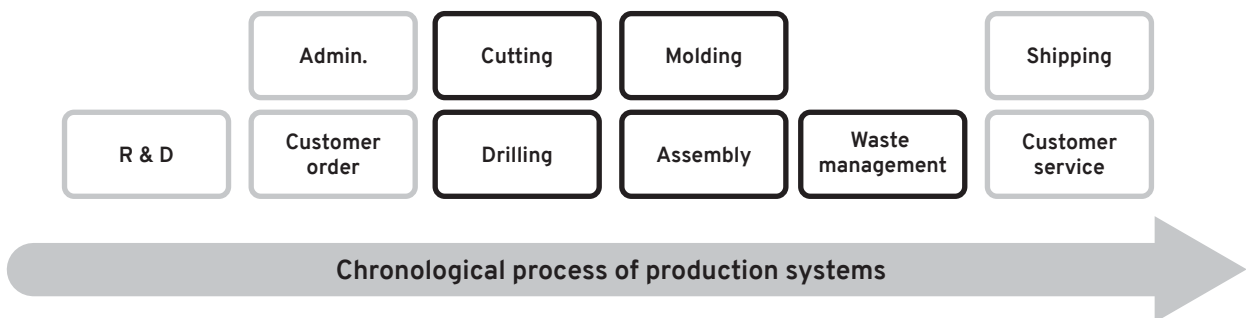 Admin.
Cutting
Molding
Shipping
R & D
Customer
order
Drilling
Assembly
Waste
management
Customer
service
Chronological process of production systems